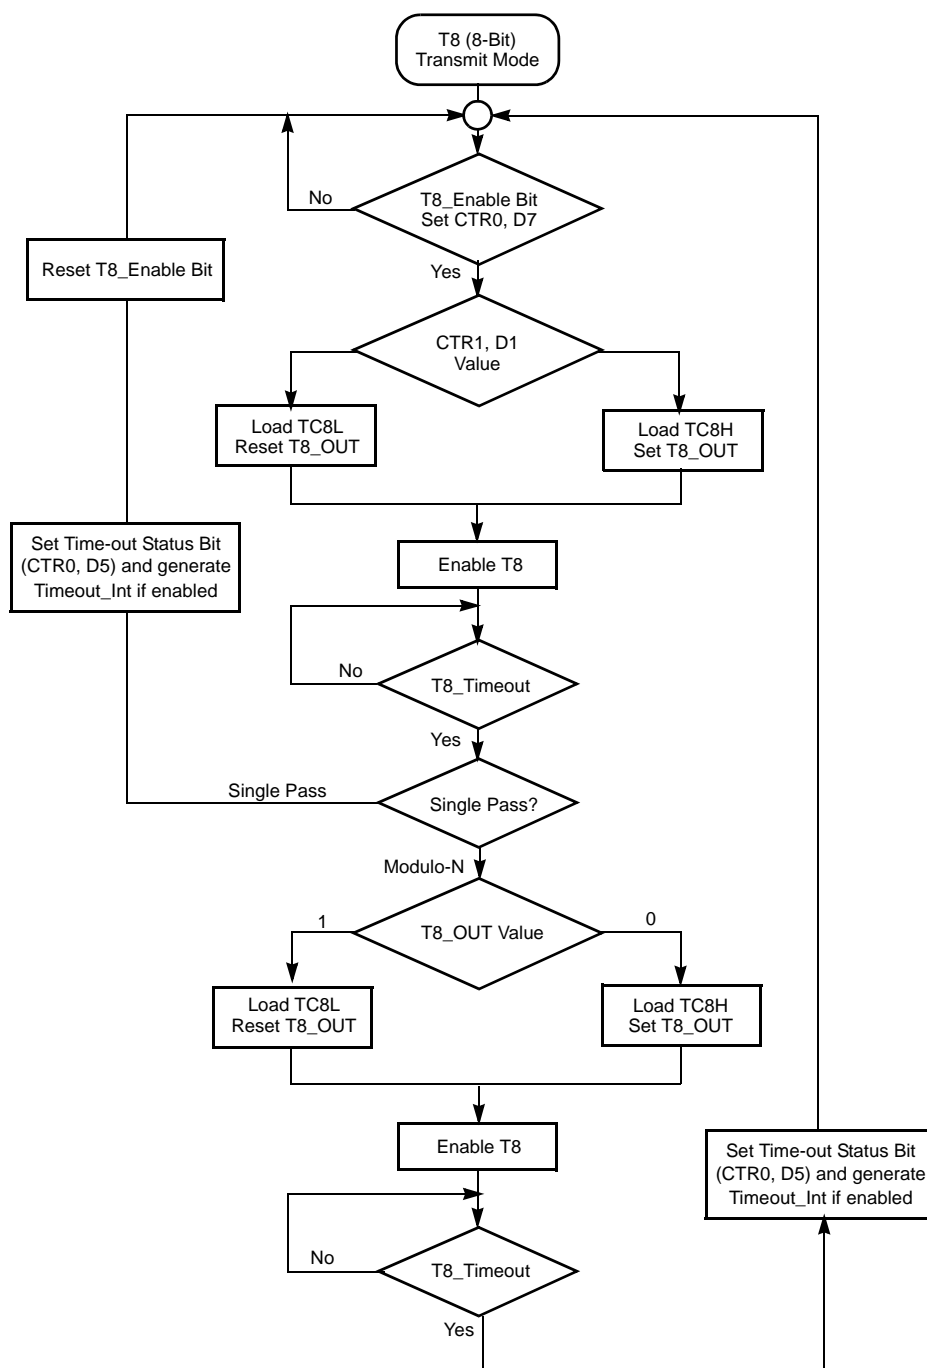 T8 (8-Bit)
Transmit Mode
No
T8_Enable Bit
Set CTR0, D7
Reset T8_Enable Bit
Yes
CTR1, D1
Value
Load TC8L
Reset T8_OUT
Load TC8H
Set T8_OUT
Set Time-out Status Bit
(CTR0, D5) and generate
Timeout_Int if enabled
Enable T8
No
T8_Timeout
Yes
Single Pass
Single Pass?
Modulo-N
1
T8_OUT Value
0
Load TC8L
Reset T8_OUT
Load TC8H
Set T8_OUT
Enable T8
Set Time-out Status Bit
(CTR0, D5) and generate
Timeout_Int if enabled
No
T8_Timeout
Yes